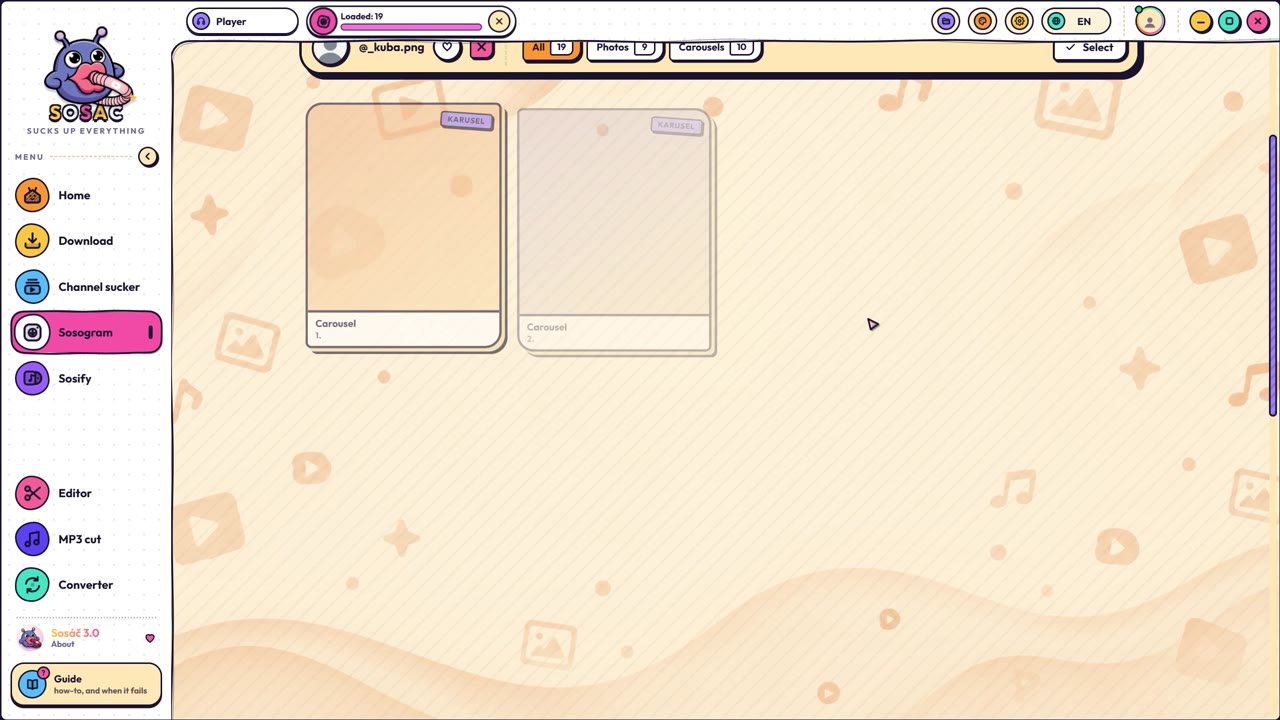 Player
Loaded: 19
EN
SOSÁČ
SUCKS UP EVERYTHING
MENU
Home
Download
Channel sucker
Sosogram
Sosify
Editor
MP3 cut
Converter
Sosáč 3.0
About
Guide
how-to, and when it fails
@_kuba.png
All 19
Photos 9
Carousels 10
Select
KARUSEL
Carousel
1.
KARUSEL
Carousel
2.